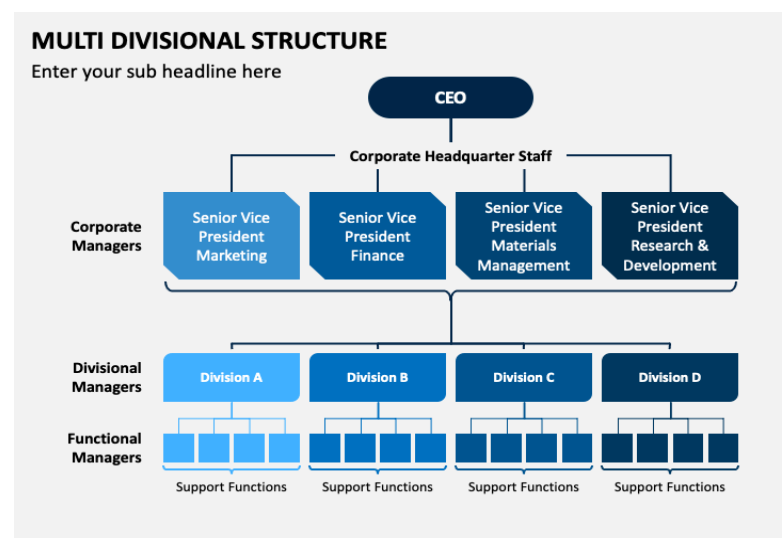 MULTI DIVISIONAL STRUCTURE
Enter your sub headline here
CEO
Corporate Headquarter Staff
Corporate
Managers
Senior Vice
President
Marketing
Senior Vice
President
Finance
Senior Vice
President
Materials
Management
Senior Vice
President
Research &
Development
Divisional
Managers
Division A
Division B
Division C
Division D
Functional
Managers
Support Functions
Support Functions
Support Functions
Support Functions